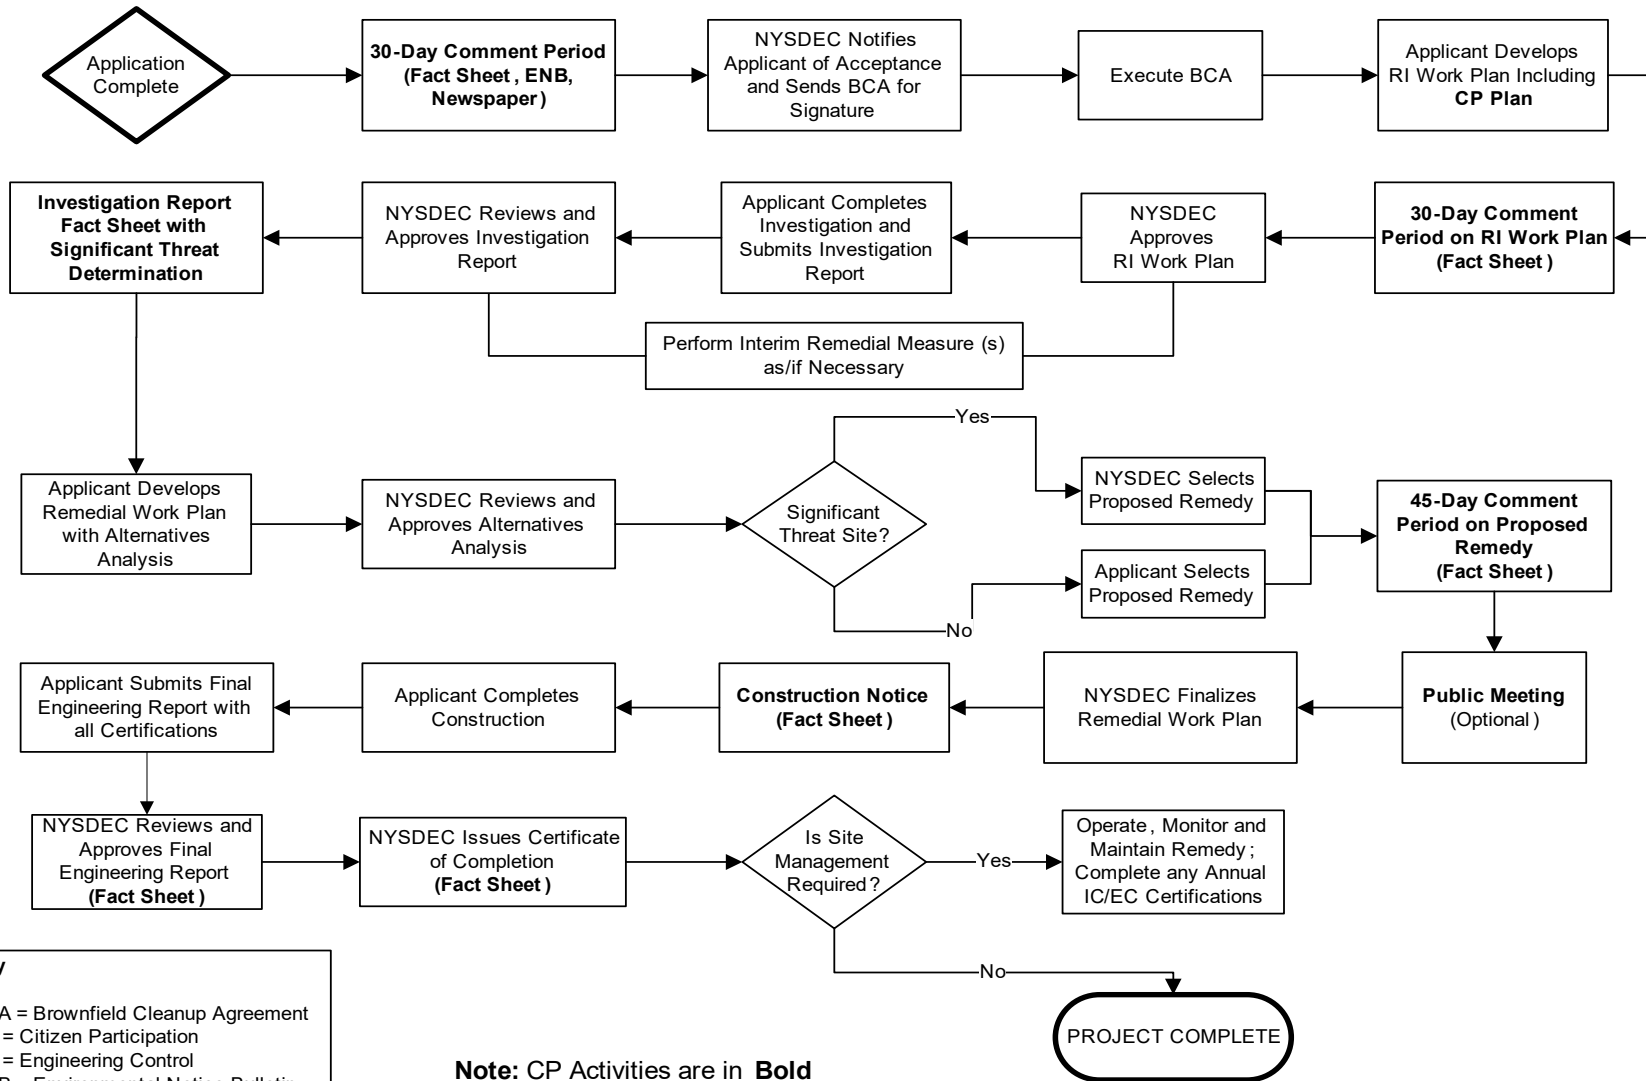 Application
Complete
30-Day Comment Period
(Fact Sheet, ENB,
Newspaper)
NYSDEC Notifies
Applicant of Acceptance
and Sends BCA for
Signature
Execute BCA
Applicant Develops
RI Work Plan Including
CP Plan
Investigation Report
Fact Sheet with
Significant Threat
Determination
NYSDEC Reviews and
Approves Investigation
Report
Applicant Completes
Investigation and
Submits Investigation
Report
NYSDEC
Approves
RI Work Plan
30-Day Comment
Period on RI Work Plan
(Fact Sheet)
Perform Interim Remedial Measure (s)
as/if Necessary
Applicant Develops
Remedial Work Plan
with Alternatives
Analysis
NYSDEC Reviews and
Approves Alternatives
Analysis
Significant
Threat Site?
Yes
No
NYSDEC Selects
Proposed Remedy
Applicant Selects
Proposed Remedy
45-Day Comment
Period on Proposed
Remedy
(Fact Sheet)
Applicant Submits Final
Engineering Report with
all Certifications
Applicant Completes
Construction
Construction Notice
(Fact Sheet)
NYSDEC Finalizes
Remedial Work Plan
Public Meeting
(Optional)
NYSDEC Reviews and
Approves Final
Engineering Report
(Fact Sheet)
NYSDEC Issues Certificate
of Completion
(Fact Sheet)
Is Site
Management
Required?
Yes
Operate, Monitor and
Maintain Remedy;
Complete any Annual
IC/EC Certifications
No
PROJECT COMPLETE
y
A = Brownfield Cleanup Agreement
= Citizen Participation
= Engineering Control
Note: CP Activities are in Bold